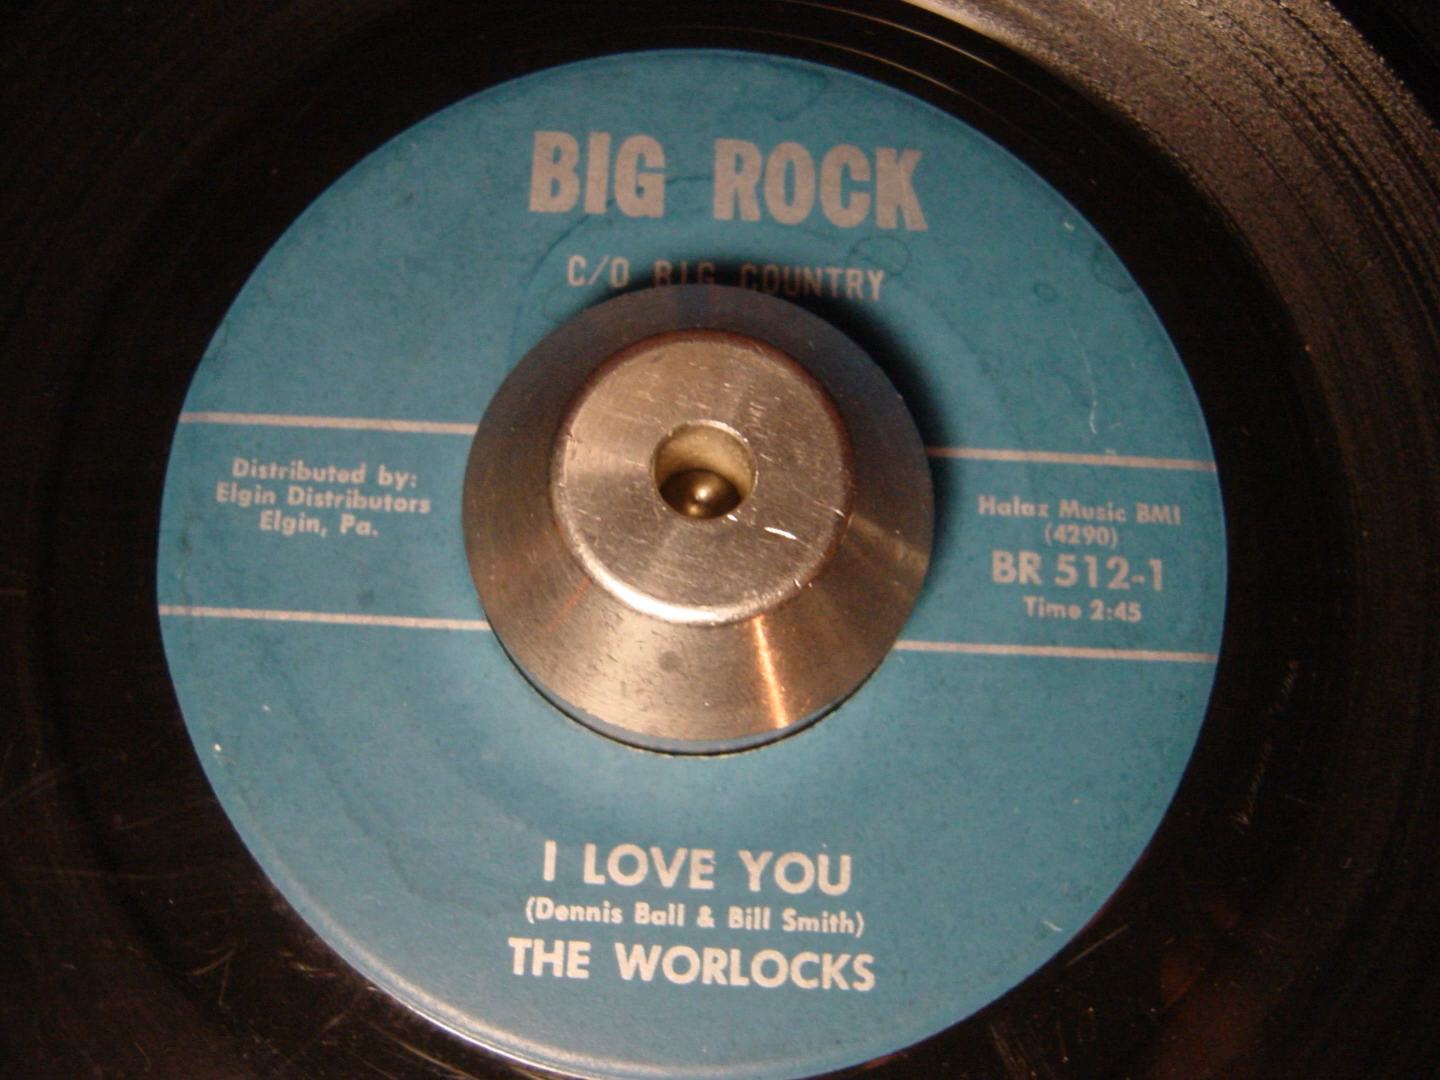 BIG ROCK
C/O BIG COUNTRY
Distributed by:
Elgin Distributors
Elgin, Pa.
Halax Music BMI
(4290)
BR 512-1
Time 2:45
I LOVE YOU
(Dennis Ball & Bill Smith)
THE WORLOCKS